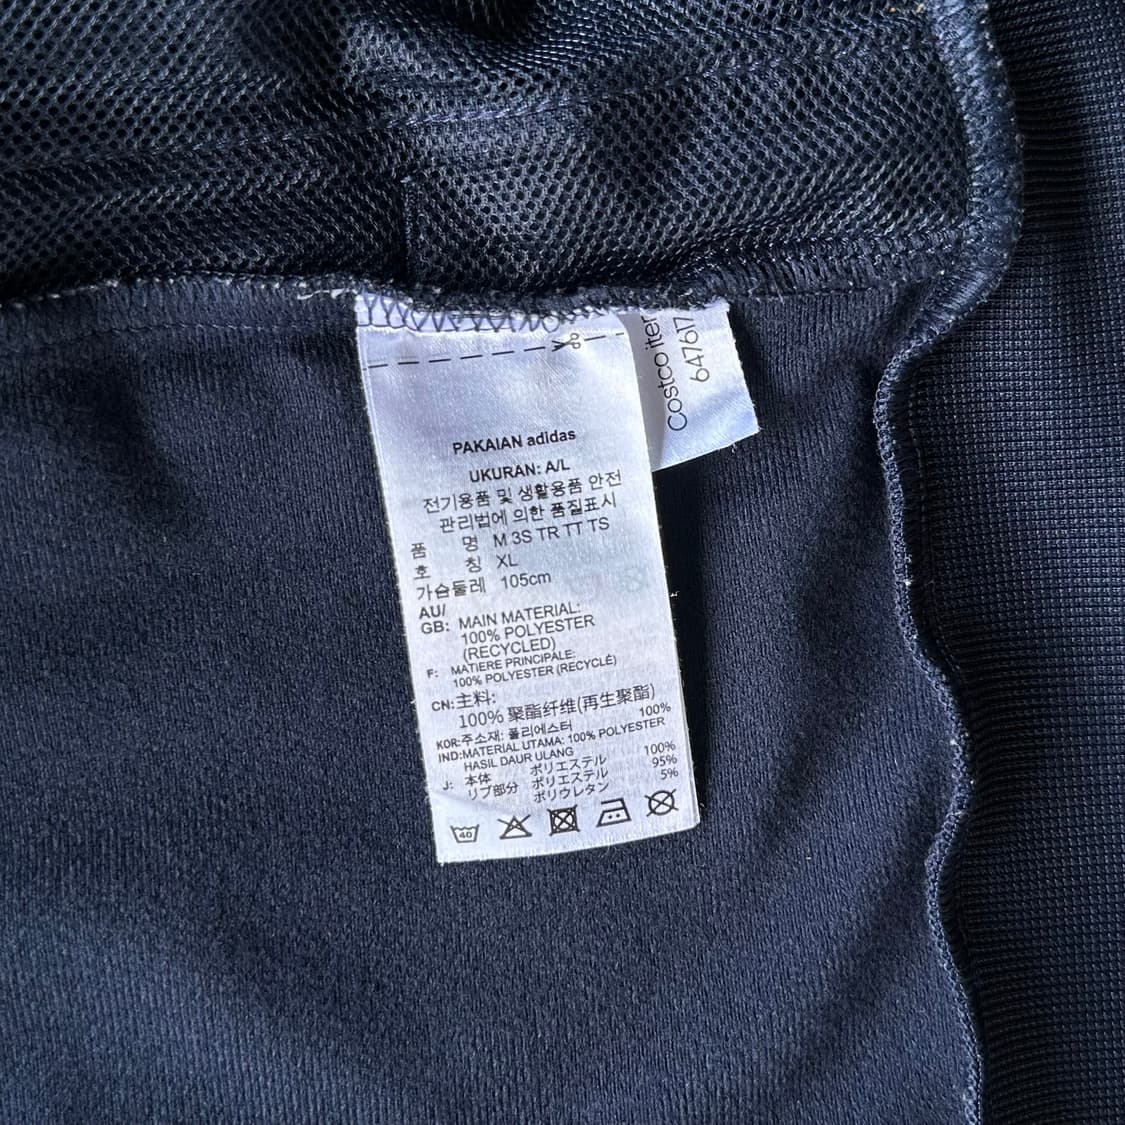 PAKAIAN adidas
UKURAN: A/L
전기용품 및 생활용품 안전
관리법에 의한 품질표시
품 명 M 3S TR TT TS
호 칭 XL
가슴둘레 105cm
AU/
GB: MAIN MATERIAL:
100% POLYESTER
(RECYCLED)
F: MATIERE PRINCIPALE:
100% POLYESTER (RECYCLÉ)
CN: 主料:
100% 聚酯纤维(再生聚酯)
KOR: 주소재: 폴리에스터 100%
IND: MATERIAL UTAMA: 100% POLYESTER
HASIL DAUR ULANG
J: 本体 ポリエステル 100%
リブ部分 ポリエステル 95%
ポリウレタン 5%
40
Costco
64761